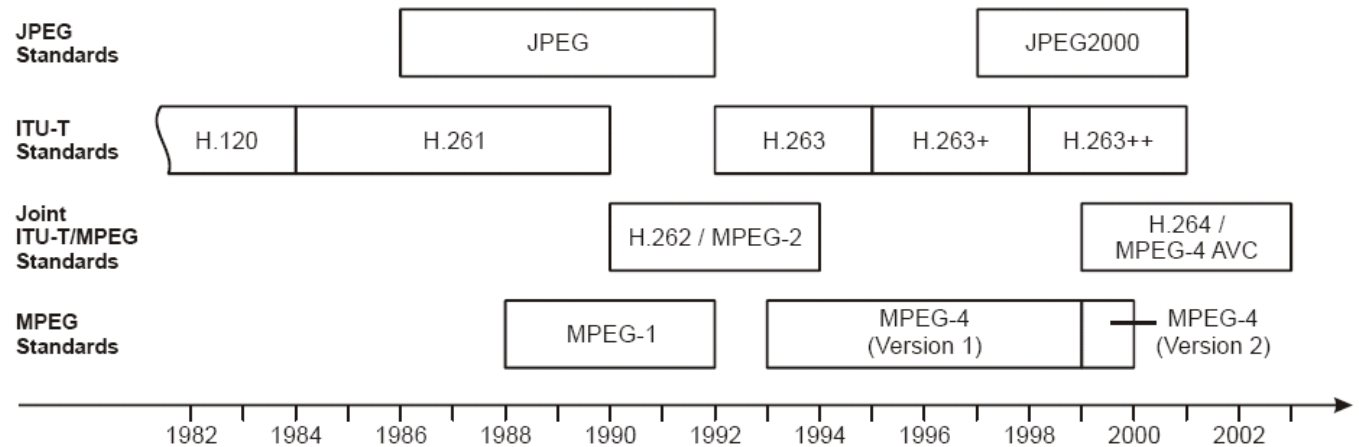 JPEG
Standards
JPEG
JPEG2000
ITU-T
Standards
H.120
H.261
H.263
H.263+
H.263++
Joint
ITU-T/MPEG
Standards
H.262 / MPEG-2
H.264 /
MPEG-4 AVC
MPEG
Standards
MPEG-1
MPEG-4
(Version 1)
MPEG-4
(Version 2)
1982
1984
1986
1988
1990
1992
1994
1996
1998
2000
2002